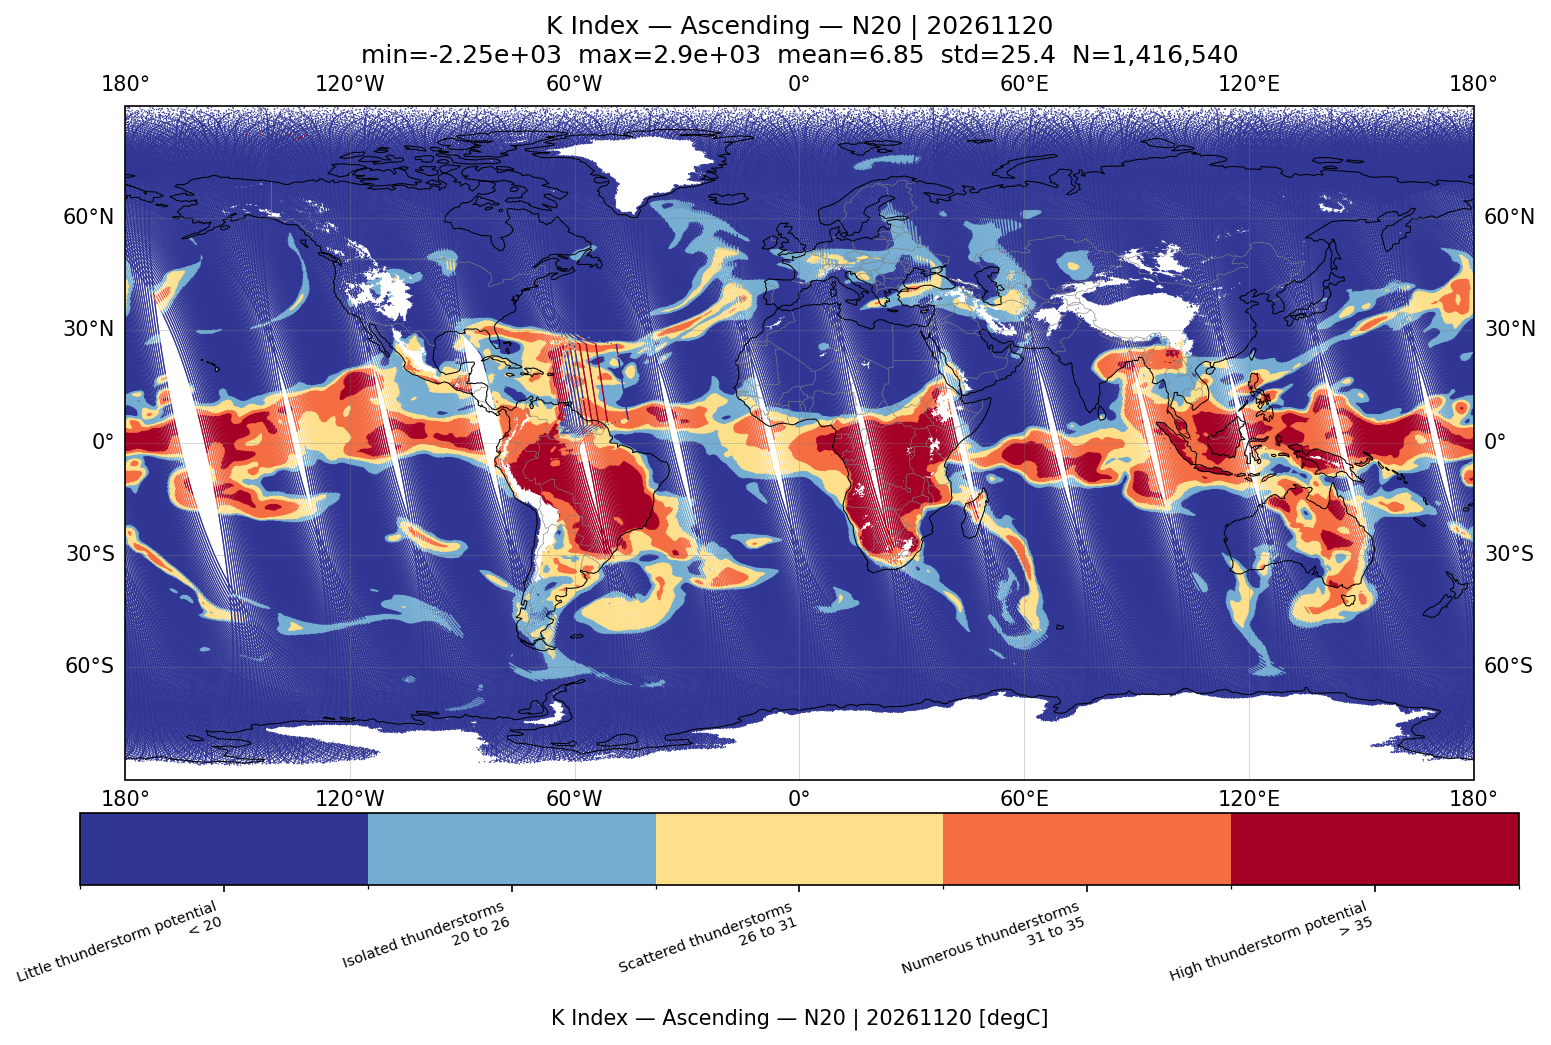 K Index — Ascending — N20 | 20261120
min=-2.25e+03  max=2.9e+03  mean=6.85  std=25.4  N=1,416,540
180°  120°W  60°W  0°  60°E  120°E  180°
60°N  60°N
30°N  30°N
0°  0°
30°S  30°S
60°S  60°S
180°  120°W  60°W  0°  60°E  120°E  180°
Little thunderstorm potential
< 20
Isolated thunderstorms
20 to 26
Scattered thunderstorms
26 to 31
Numerous thunderstorms
31 to 35
High thunderstorm potential
> 35
K Index — Ascending — N20 | 20261120 [degC]